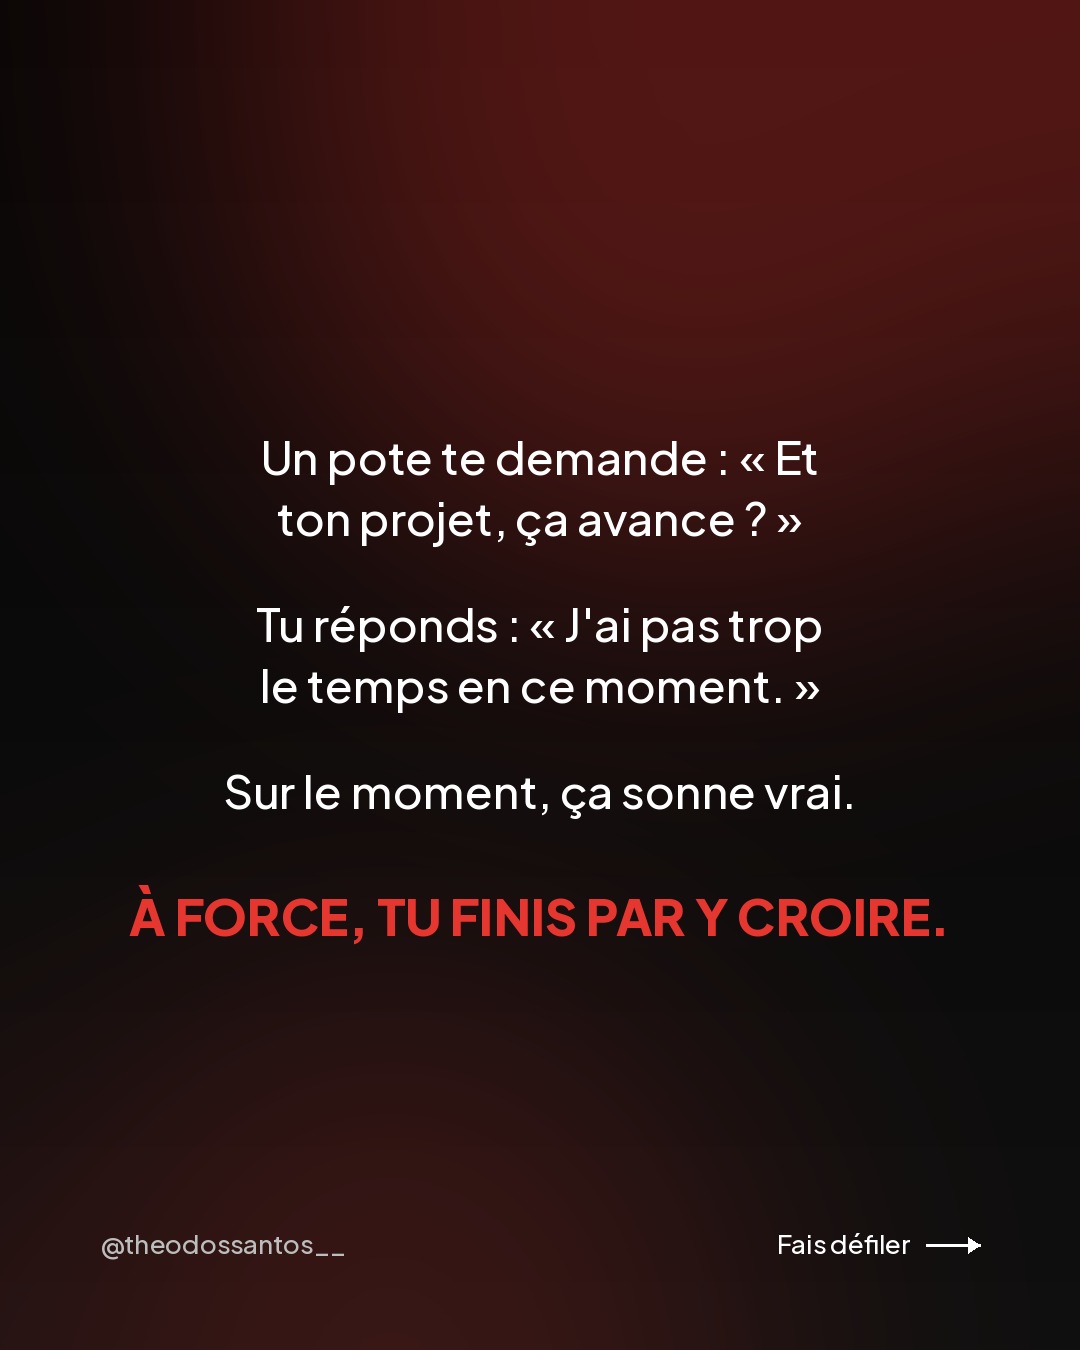 Un pote te demande : « Et
ton projet, ça avance ? »
Tu réponds : « J'ai pas trop
le temps en ce moment. »
Sur le moment, ça sonne vrai.
À FORCE, TU FINIS PAR Y CROIRE.
@theodossantos__
Fais défiler